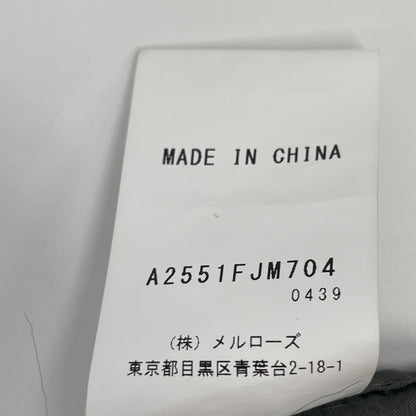 MADE IN CHINA
A2551FJM704
0439
(株) メルローズ
東京都目黒区青葉台2-18-1